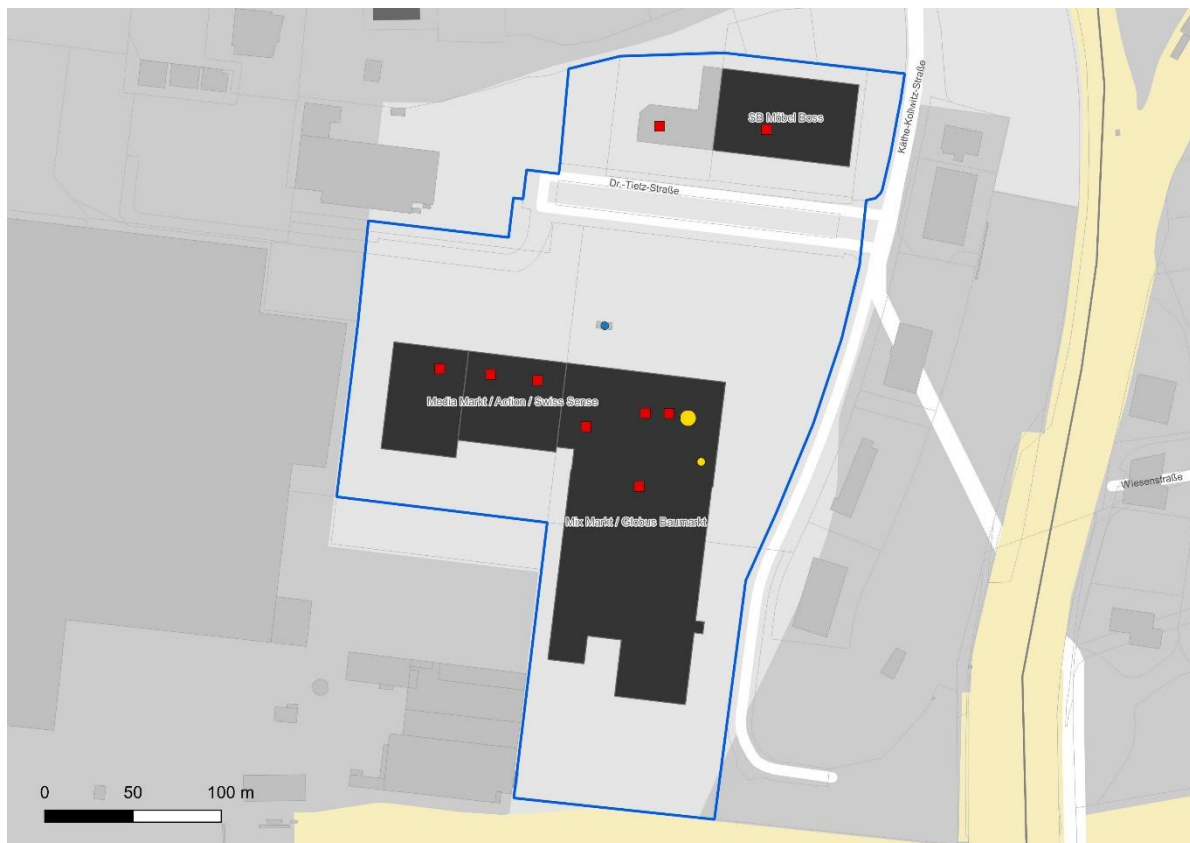 SB Möbel Boss
Käthe-Kollwitz-Straße
Dr.-Tietz-Straße
Media Markt / Action / Swiss Sense
Wiesenstraße
Mix Markt / Globus Baumarkt
0 50 100 m